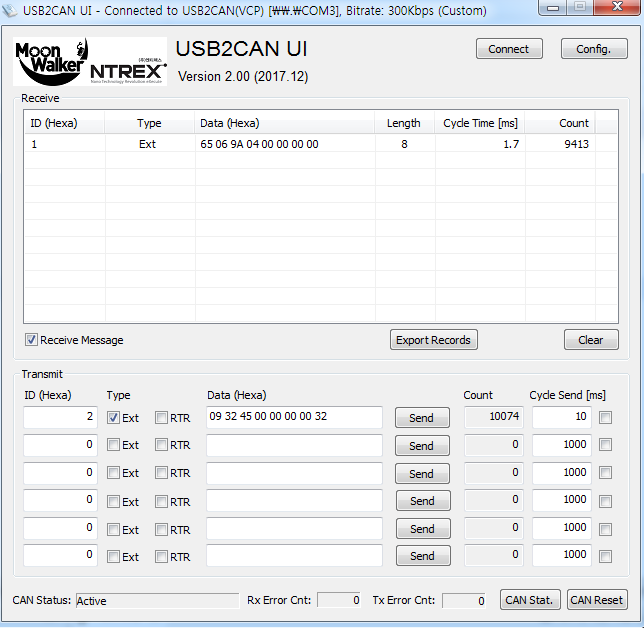 USB2CAN UI - Connected to USB2CAN(VCP) [₩₩.₩COM3], Bitrate: 300Kbps (Custom)
Moon Walker
(주)엔티렉스
NTREX
USB2CAN UI
Version 2.00 (2017.12)
Connect
Config.
Receive
ID (Hexa) Type Data (Hexa) Length Cycle Time [ms] Count
1 Ext 65 06 9A 04 00 00 00 00 8 1.7 9413
Receive Message
Export Records
Clear
Transmit
ID (Hexa) Type Data (Hexa) Count Cycle Send [ms]
2 Ext RTR 09 32 45 00 00 00 00 32 Send 10074 10
0 Ext RTR Send 0 1000
0 Ext RTR Send 0 1000
0 Ext RTR Send 0 1000
0 Ext RTR Send 0 1000
0 Ext RTR Send 0 1000
CAN Status: Active Rx Error Cnt: 0 Tx Error Cnt: 0 CAN Stat. CAN Reset